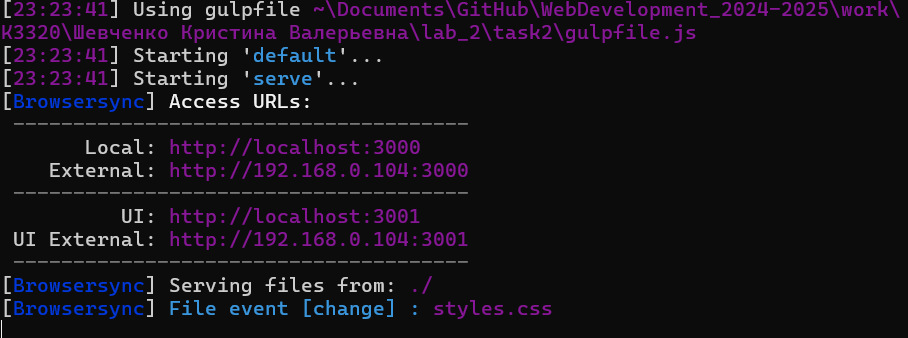 [23:23:41] Using gulpfile ~\Documents\GitHub\WebDevelopment_2024-2025\work\
K3320\Шевченко Кристина Валерьевна\lab_2\task2\gulpfile.js
[23:23:41] Starting 'default'...
[23:23:41] Starting 'serve'...
[Browsersync] Access URLs:
--------------------------------------
Local: http://localhost:3000
External: http://192.168.0.104:3000
--------------------------------------
UI: http://localhost:3001
UI External: http://192.168.0.104:3001
--------------------------------------
[Browsersync] Serving files from: ./
[Browsersync] File event [change] : styles.css